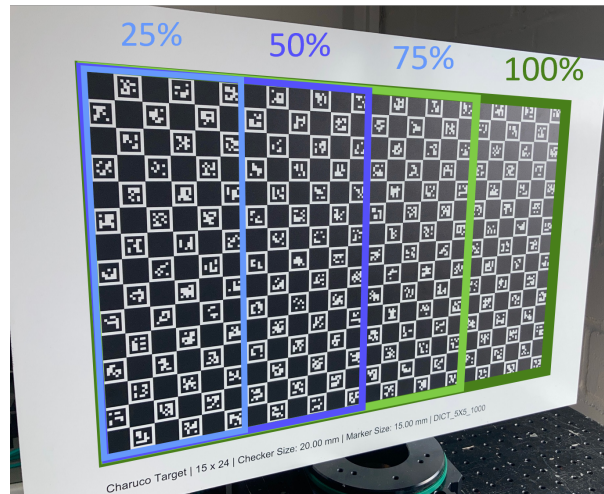 25%
50%
75%
100%
Charuco Target | 15 x 24 | Checker Size: 20.00 mm | Marker Size: 15.00 mm | DICT_5X5_1000